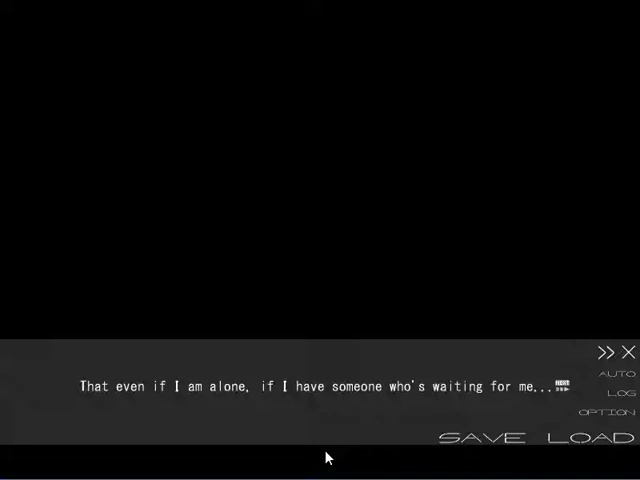 >> X
AUTO
That even if I am alone, if I have someone who's waiting for me...
LOG
OPTION
SAVE LOAD